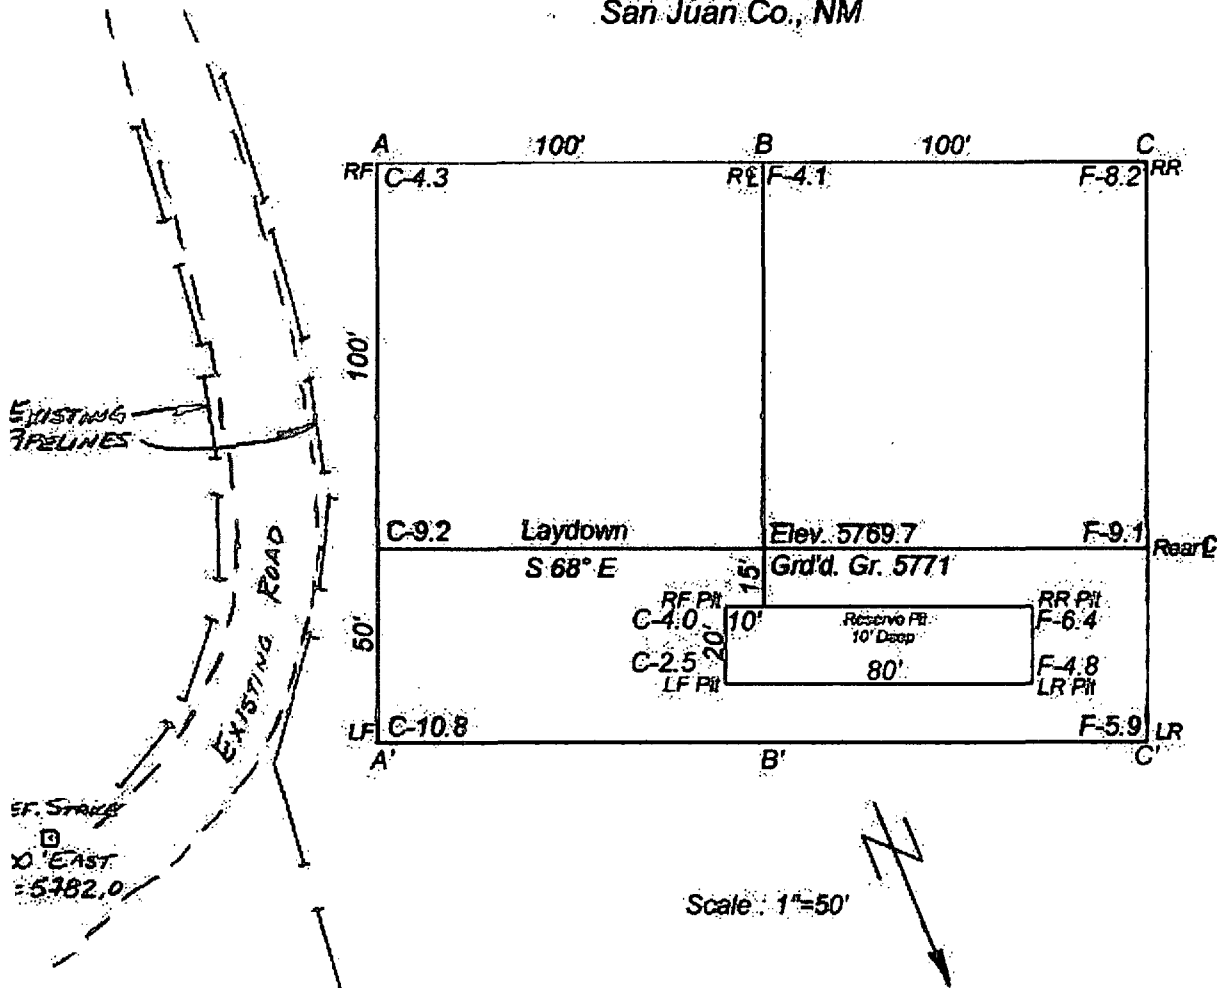 San Juan Co., NM
A 100' B 100' C
RF C-4.3 R℄ F-4.1 F-8.2 RR
100'
EXISTING
PIPELINES
C-9.2 Laydown Elev. 5769.7 F-9.1 Rear ℄
S 68° E 15' Grd'd. Gr. 5771
EXISTING ROAD
50'
RF Pit RR Pit
C-4.0 10' Reserve Pit F-6.4
20' 10' Deep
C-2.5 80' F-4.8
LF Pit LR Pit
LF C-10.8 F-5.9 LR
A' B' C'
EF. STAKE
0' EAST
=5782.0
N
Scale : 1"=50'